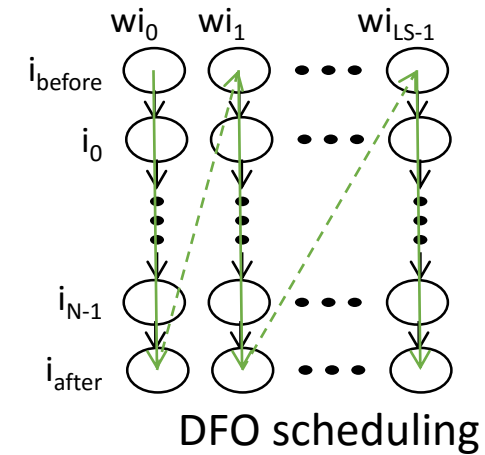 wi0 wi1 wiLS-1
ibefore
i0
iN-1
iafter
DFO scheduling